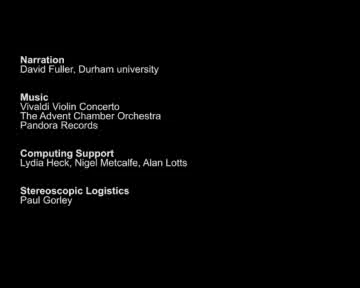 Narration
David Fuller, Durham university
Music
Vivaldi Violin Concerto
The Advent Chamber Orchestra
Pandora Records
Computing Support
Lydia Heck, Nigel Metcalfe, Alan Lotts
Stereoscopic Logistics
Paul Gorley